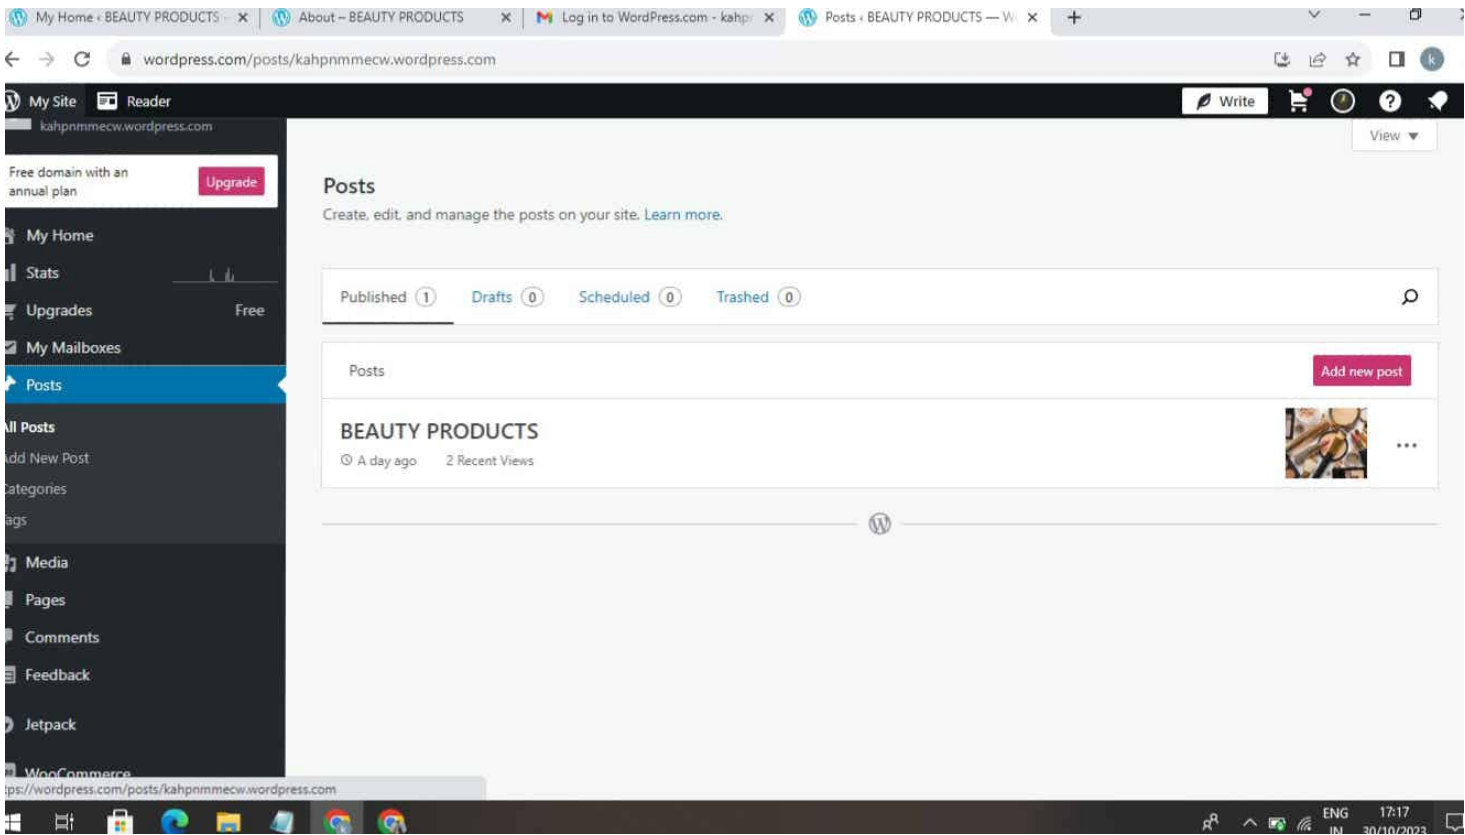 My Home ‹ BEAUTY PRODUCTS
About – BEAUTY PRODUCTS
Log in to WordPress.com - kahp
Posts ‹ BEAUTY PRODUCTS — W
wordpress.com/posts/kahpnmmecw.wordpress.com
k
My Site
Reader
Write
kahpnmmecw.wordpress.com
View
Free domain with an
annual plan
Upgrade
My Home
Stats
Upgrades
Free
My Mailboxes
Posts
All Posts
Add New Post
Categories
Tags
Media
Pages
Comments
Feedback
Jetpack
WooCommerce
Posts
Create, edit, and manage the posts on your site. Learn more.
Published 1
Drafts 0
Scheduled 0
Trashed 0
Posts
Add new post
BEAUTY PRODUCTS
A day ago
2 Recent Views
tps://wordpress.com/posts/kahpnmmecw.wordpress.com
ENG
IN
17:17
30/10/2023